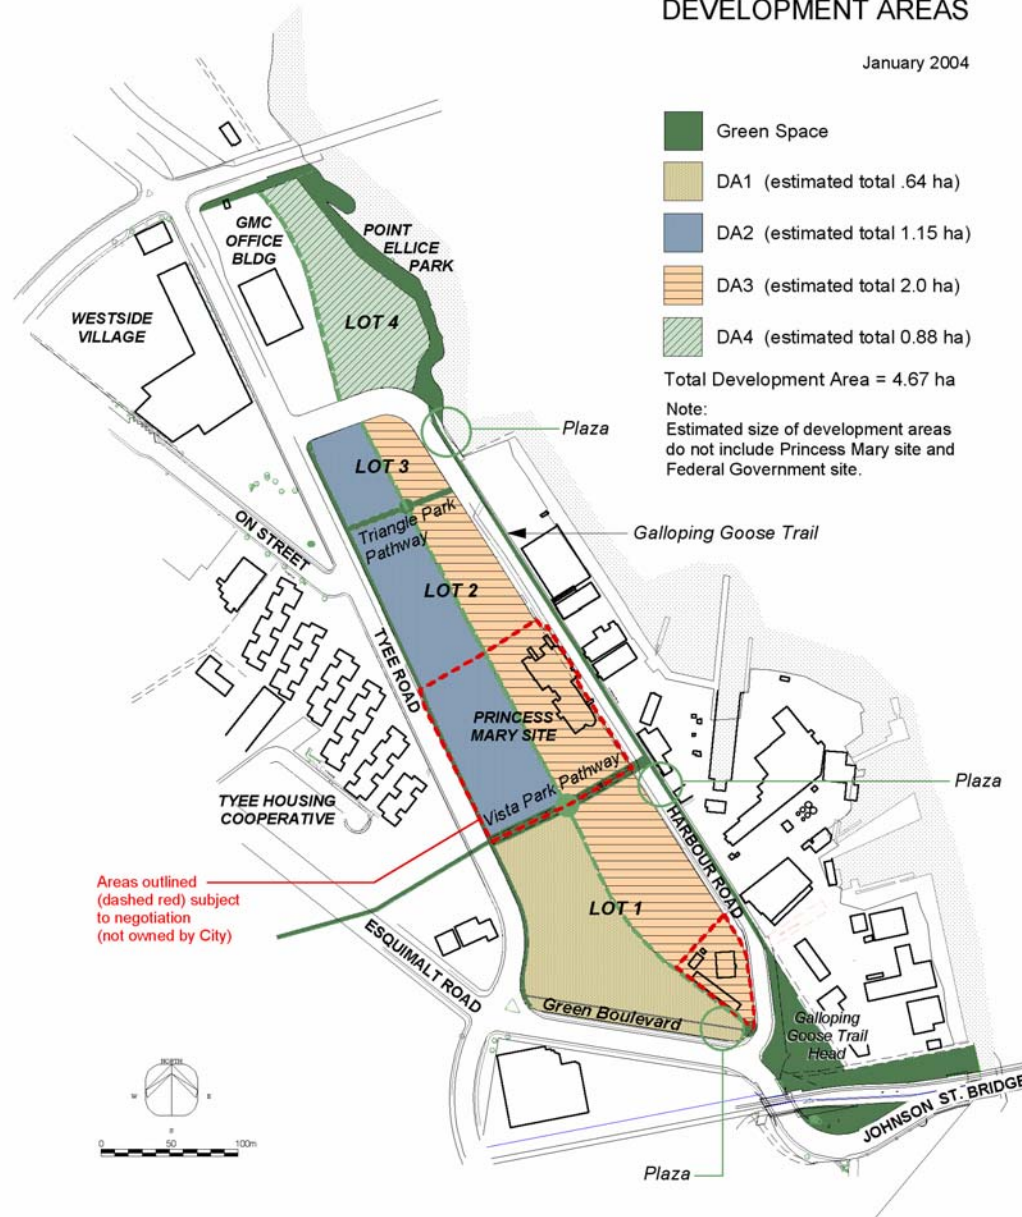 DEVELOPMENT AREAS
January 2004
Green Space
DA1 (estimated total .64 ha)
DA2 (estimated total 1.15 ha)
DA3 (estimated total 2.0 ha)
DA4 (estimated total 0.88 ha)
Total Development Area = 4.67 ha
Note:
Estimated size of development areas
do not include Princess Mary site and
Federal Government site.
GMC
OFFICE
BLDG
POINT
ELLICE
PARK
WESTSIDE
VILLAGE
LOT 4
Plaza
LOT 3
Triangle Park
Pathway
ON STREET
Galloping Goose Trail
LOT 2
TYEE ROAD
PRINCESS
MARY SITE
Vista Park Pathway
Plaza
TYEE HOUSING
COOPERATIVE
HARBOUR ROAD
Areas outlined
(dashed red) subject
to negotiation
(not owned by City)
LOT 1
ESQUIMALT ROAD
Green Boulevard
Galloping
Goose Trail
Head
JOHNSON ST. BRIDGE
NORTH
W
E
S
0 50 100m
Plaza